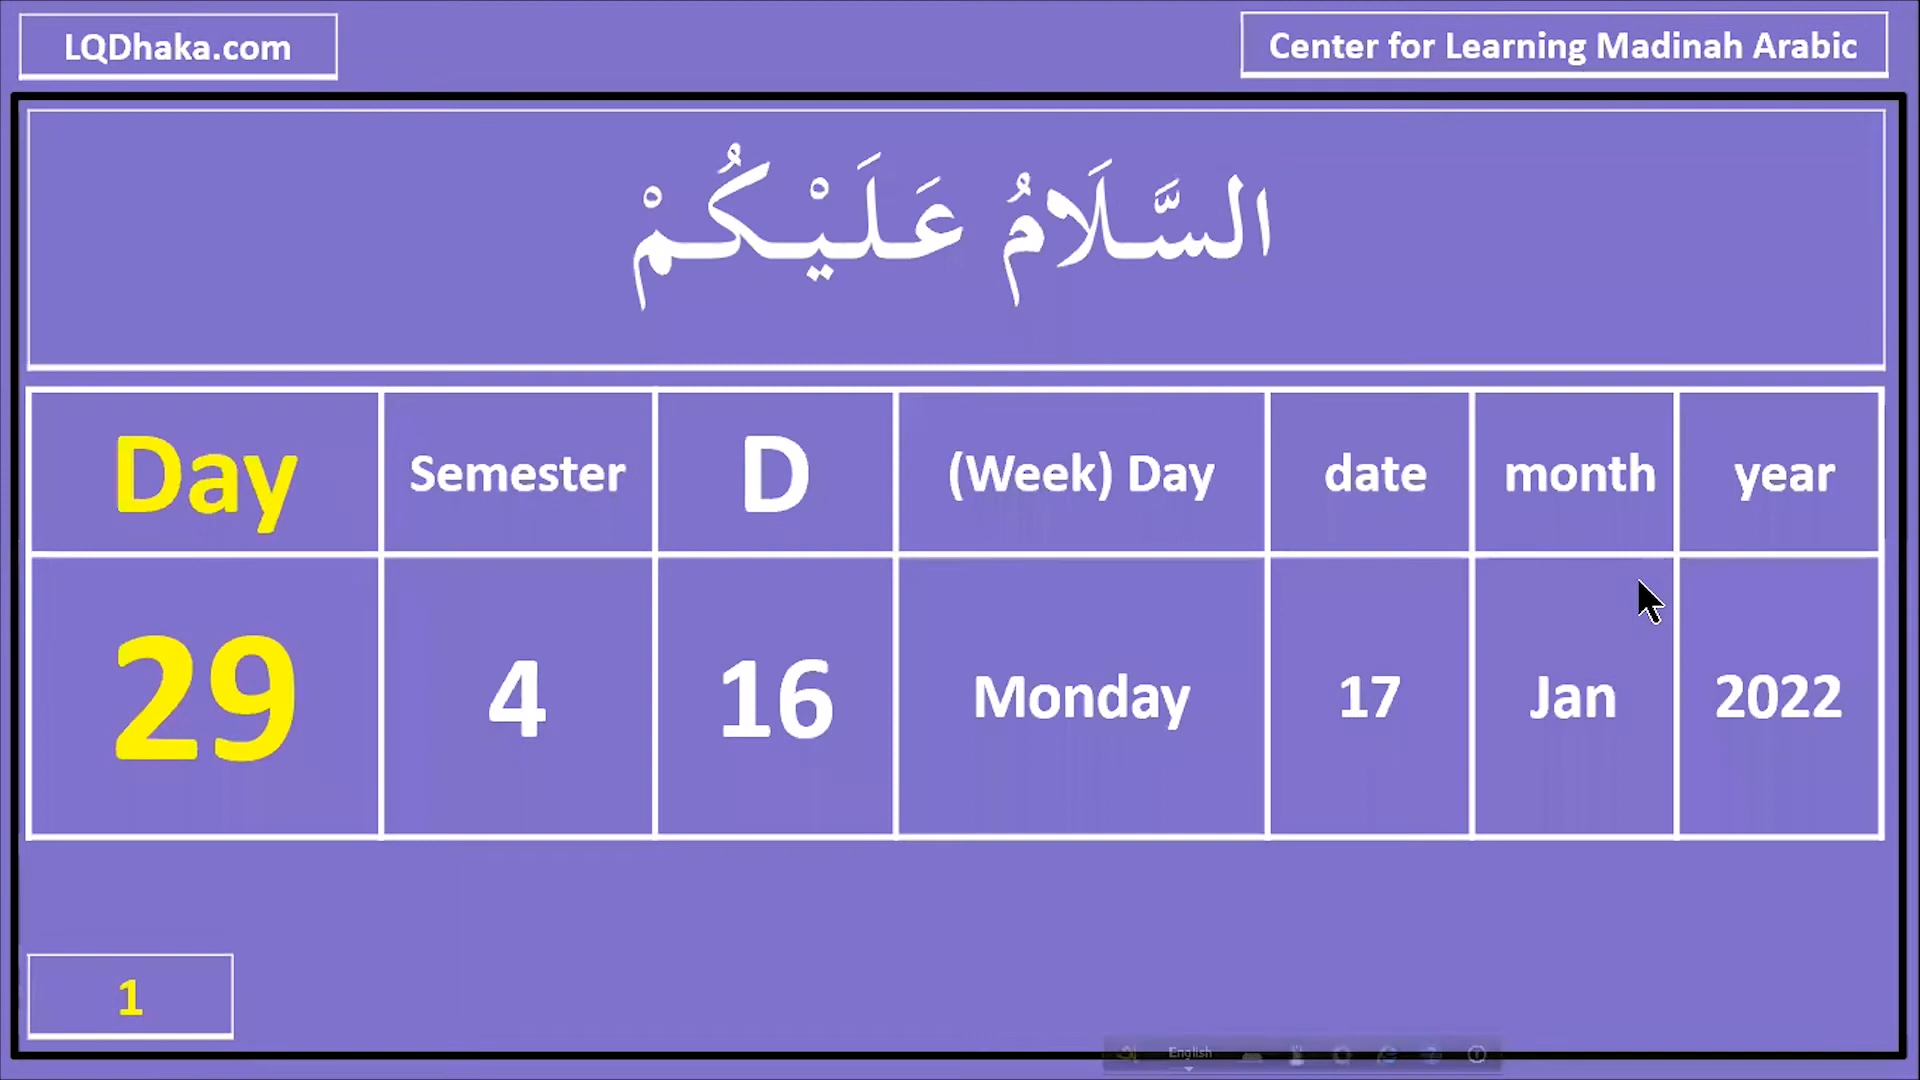 LQDhaka.com
Center for Learning Madinah Arabic
السَّلَامُ عَلَيْكُمْ
Day Semester D (Week) Day date month year
29 4 16 Monday 17 Jan 2022
1
English